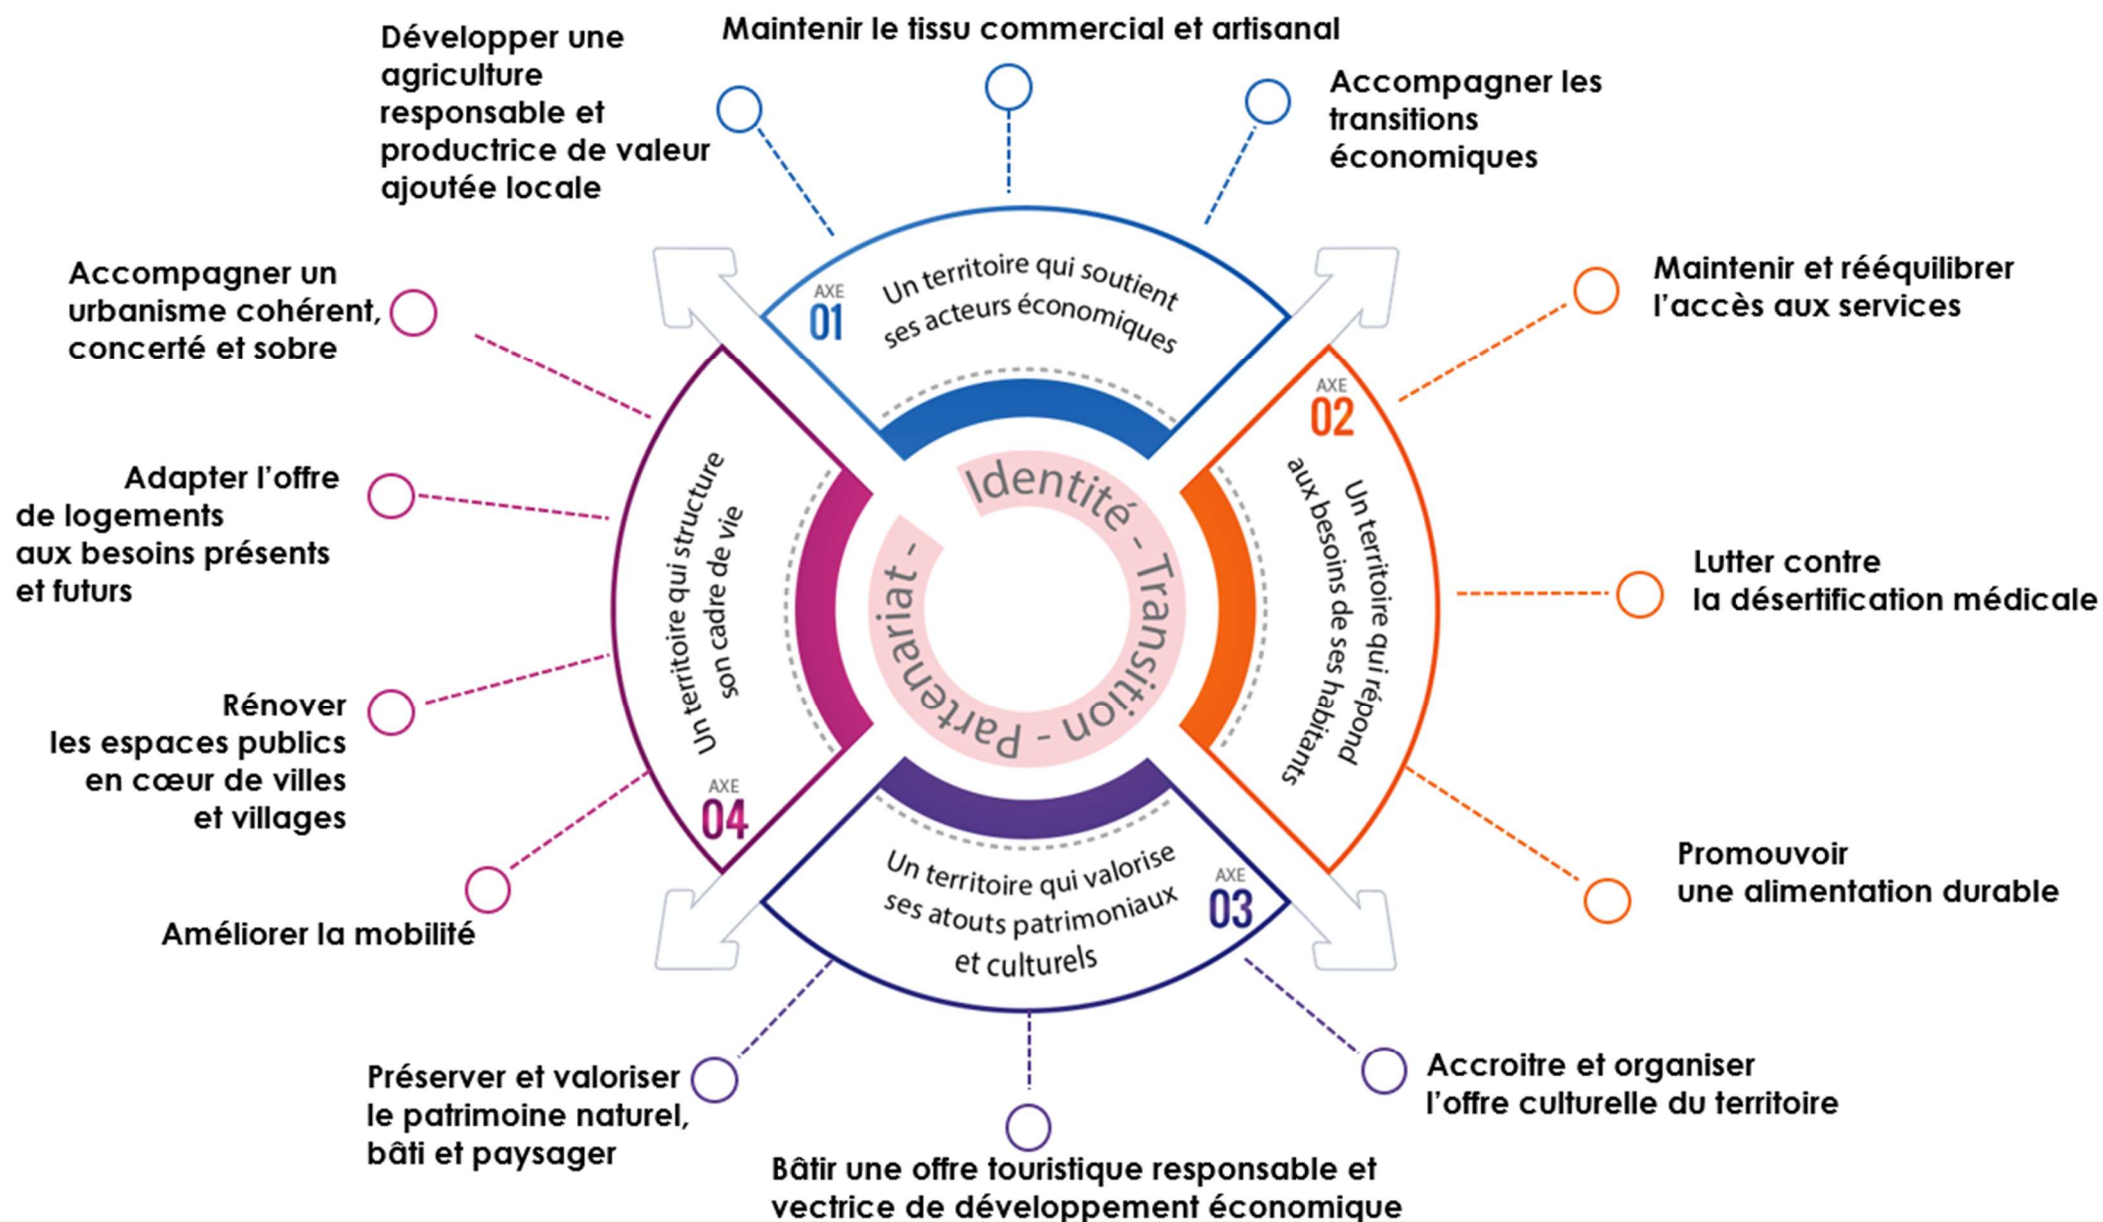 Développer une
agriculture
responsable et
productrice de valeur
ajoutée locale
Maintenir le tissu commercial et artisanal
Accompagner les
transitions
économiques
AXE
01
Un territoire qui soutient
ses acteurs économiques
Maintenir et rééquilibrer
l'accès aux services
Lutter contre
la désertification médicale
Promouvoir
une alimentation durable
AXE
02
Un territoire qui répond
aux besoins de ses habitants
Identité - Transition - Partenariat -
AXE
03
Un territoire qui valorise
ses atouts patrimoniaux
et culturels
Accroitre et organiser
l'offre culturelle du territoire
Bâtir une offre touristique responsable et
vectrice de développement économique
Préserver et valoriser
le patrimoine naturel,
bâti et paysager
AXE
04
Un territoire qui structure
son cadre de vie
Accompagner un
urbanisme cohérent,
concerté et sobre
Adapter l'offre
de logements
aux besoins présents
et futurs
Rénover
les espaces publics
en cœur de villes
et villages
Améliorer la mobilité